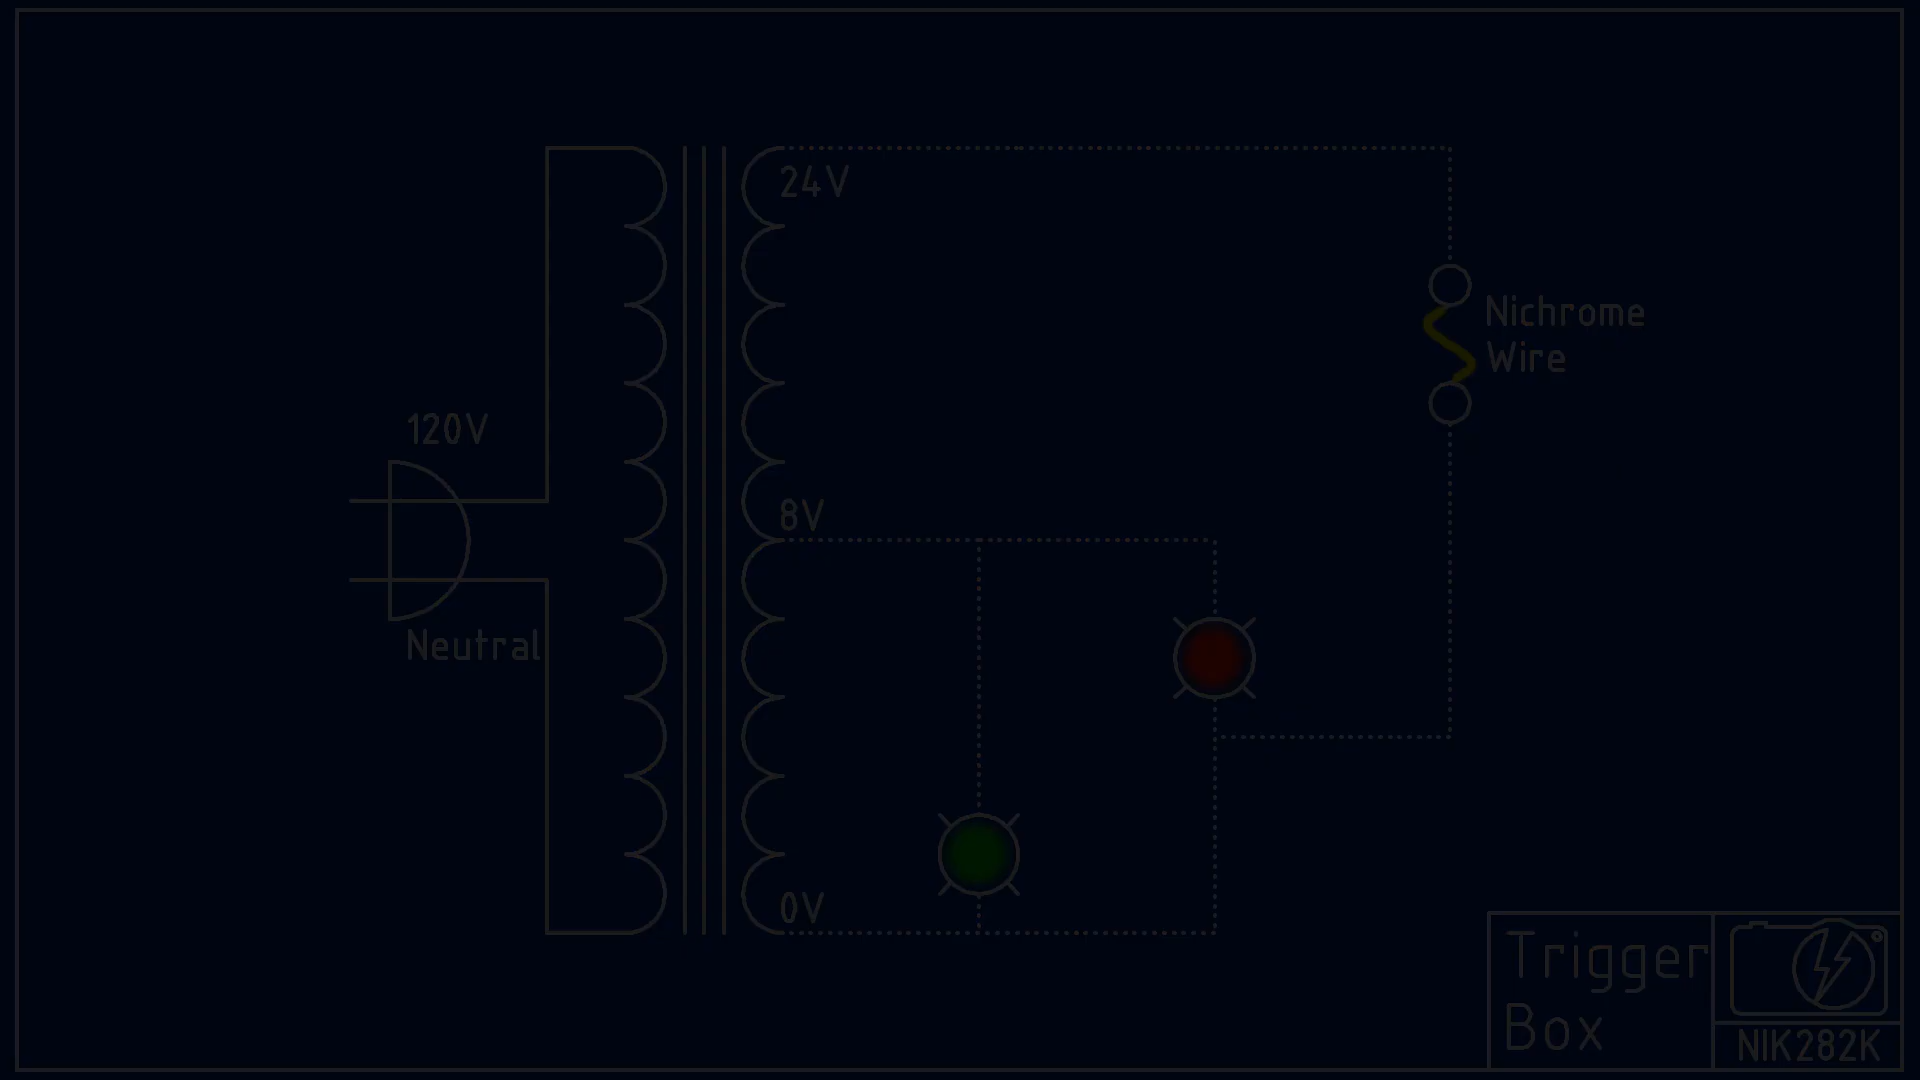 24V
Nichrome
Wire
120V
8V
Neutral
0V
Trigger
Box
NIK282K